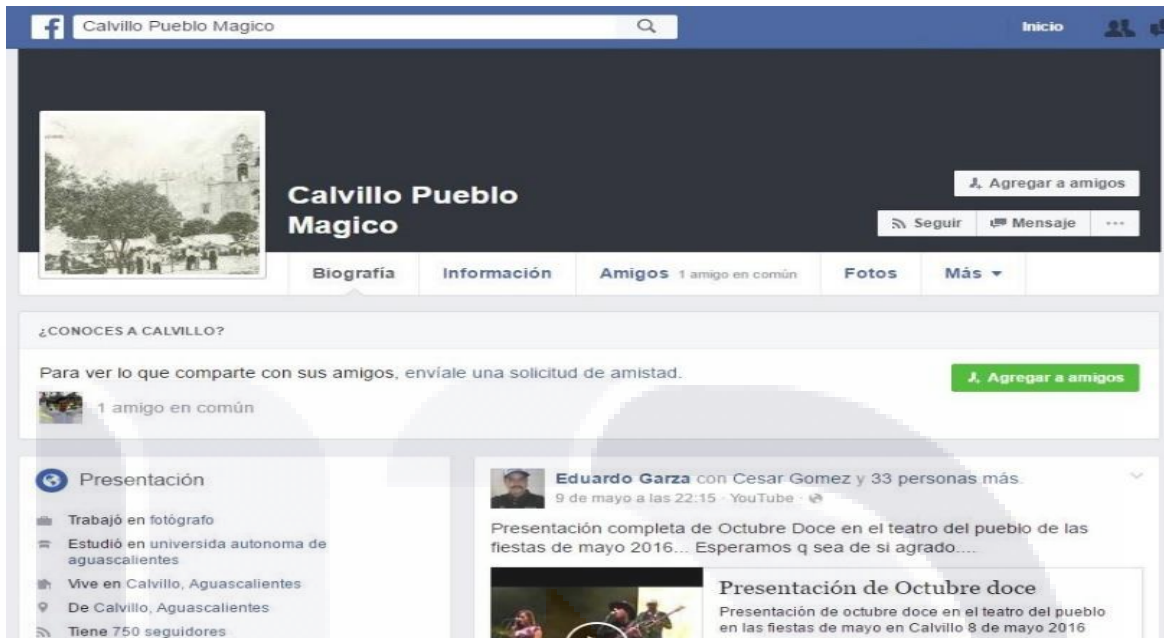 f
Calvillo Pueblo Magico
Inicio
Calvillo Pueblo
Magico
Agregar a amigos
Seguir
Mensaje
...
Biografía
Información
Amigos 1 amigo en común
Fotos
Más
¿CONOCES A CALVILLO?
Para ver lo que comparte con sus amigos, envíale una solicitud de amistad.
Agregar a amigos
1 amigo en común
Presentación
Trabajó en fotógrafo
Estudió en universida autonoma de
aguascalientes
Vive en Calvillo, Aguascalientes
De Calvillo, Aguascalientes
Tiene 750 seguidores
Eduardo Garza con Cesar Gomez y 33 personas más.
9 de mayo a las 22:15 · YouTube ·
Presentación completa de Octubre Doce en el teatro del pueblo de las
fiestas de mayo 2016... Esperamos q sea de si agrado....
Presentación de Octubre doce
Presentación de octubre doce en el teatro del pueblo
en las fiestas de mayo en Calvillo 8 de mayo 2016